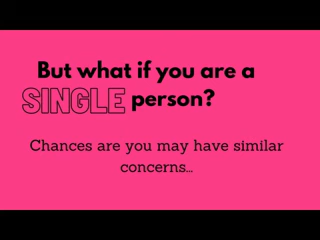 But what if you are a
SINGLE person?
Chances are you may have similar
concerns...